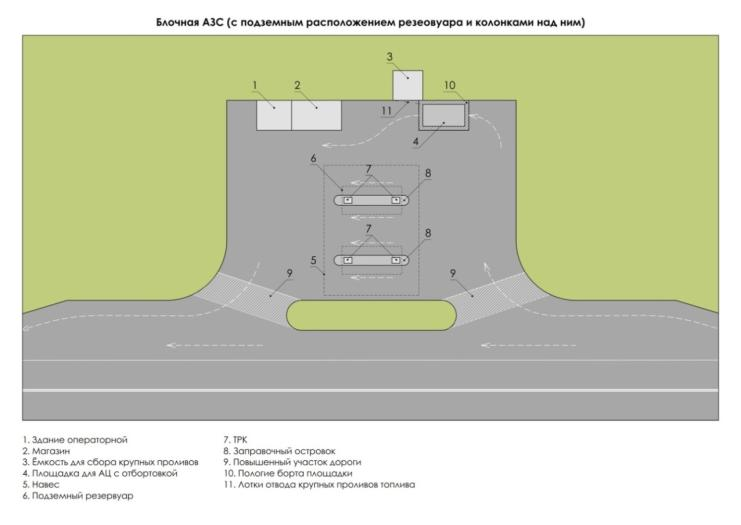 Блочная АЗС (с подземным расположением резеовуара и колонками над ним)
3
1
2
10
11
4
6
7
8
7
8
5
9
9
1. Здание операторной
2. Магазин
3. Ёмкость для сбора крупных проливов
4. Площадка для АЦ с отбортовкой
5. Навес
6. Подземный резервуар
7. ТРК
8. Заправочный островок
9. Повышенный участок дороги
10. Пологие борта площадки
11. Лотки отвода крупных проливов топлива